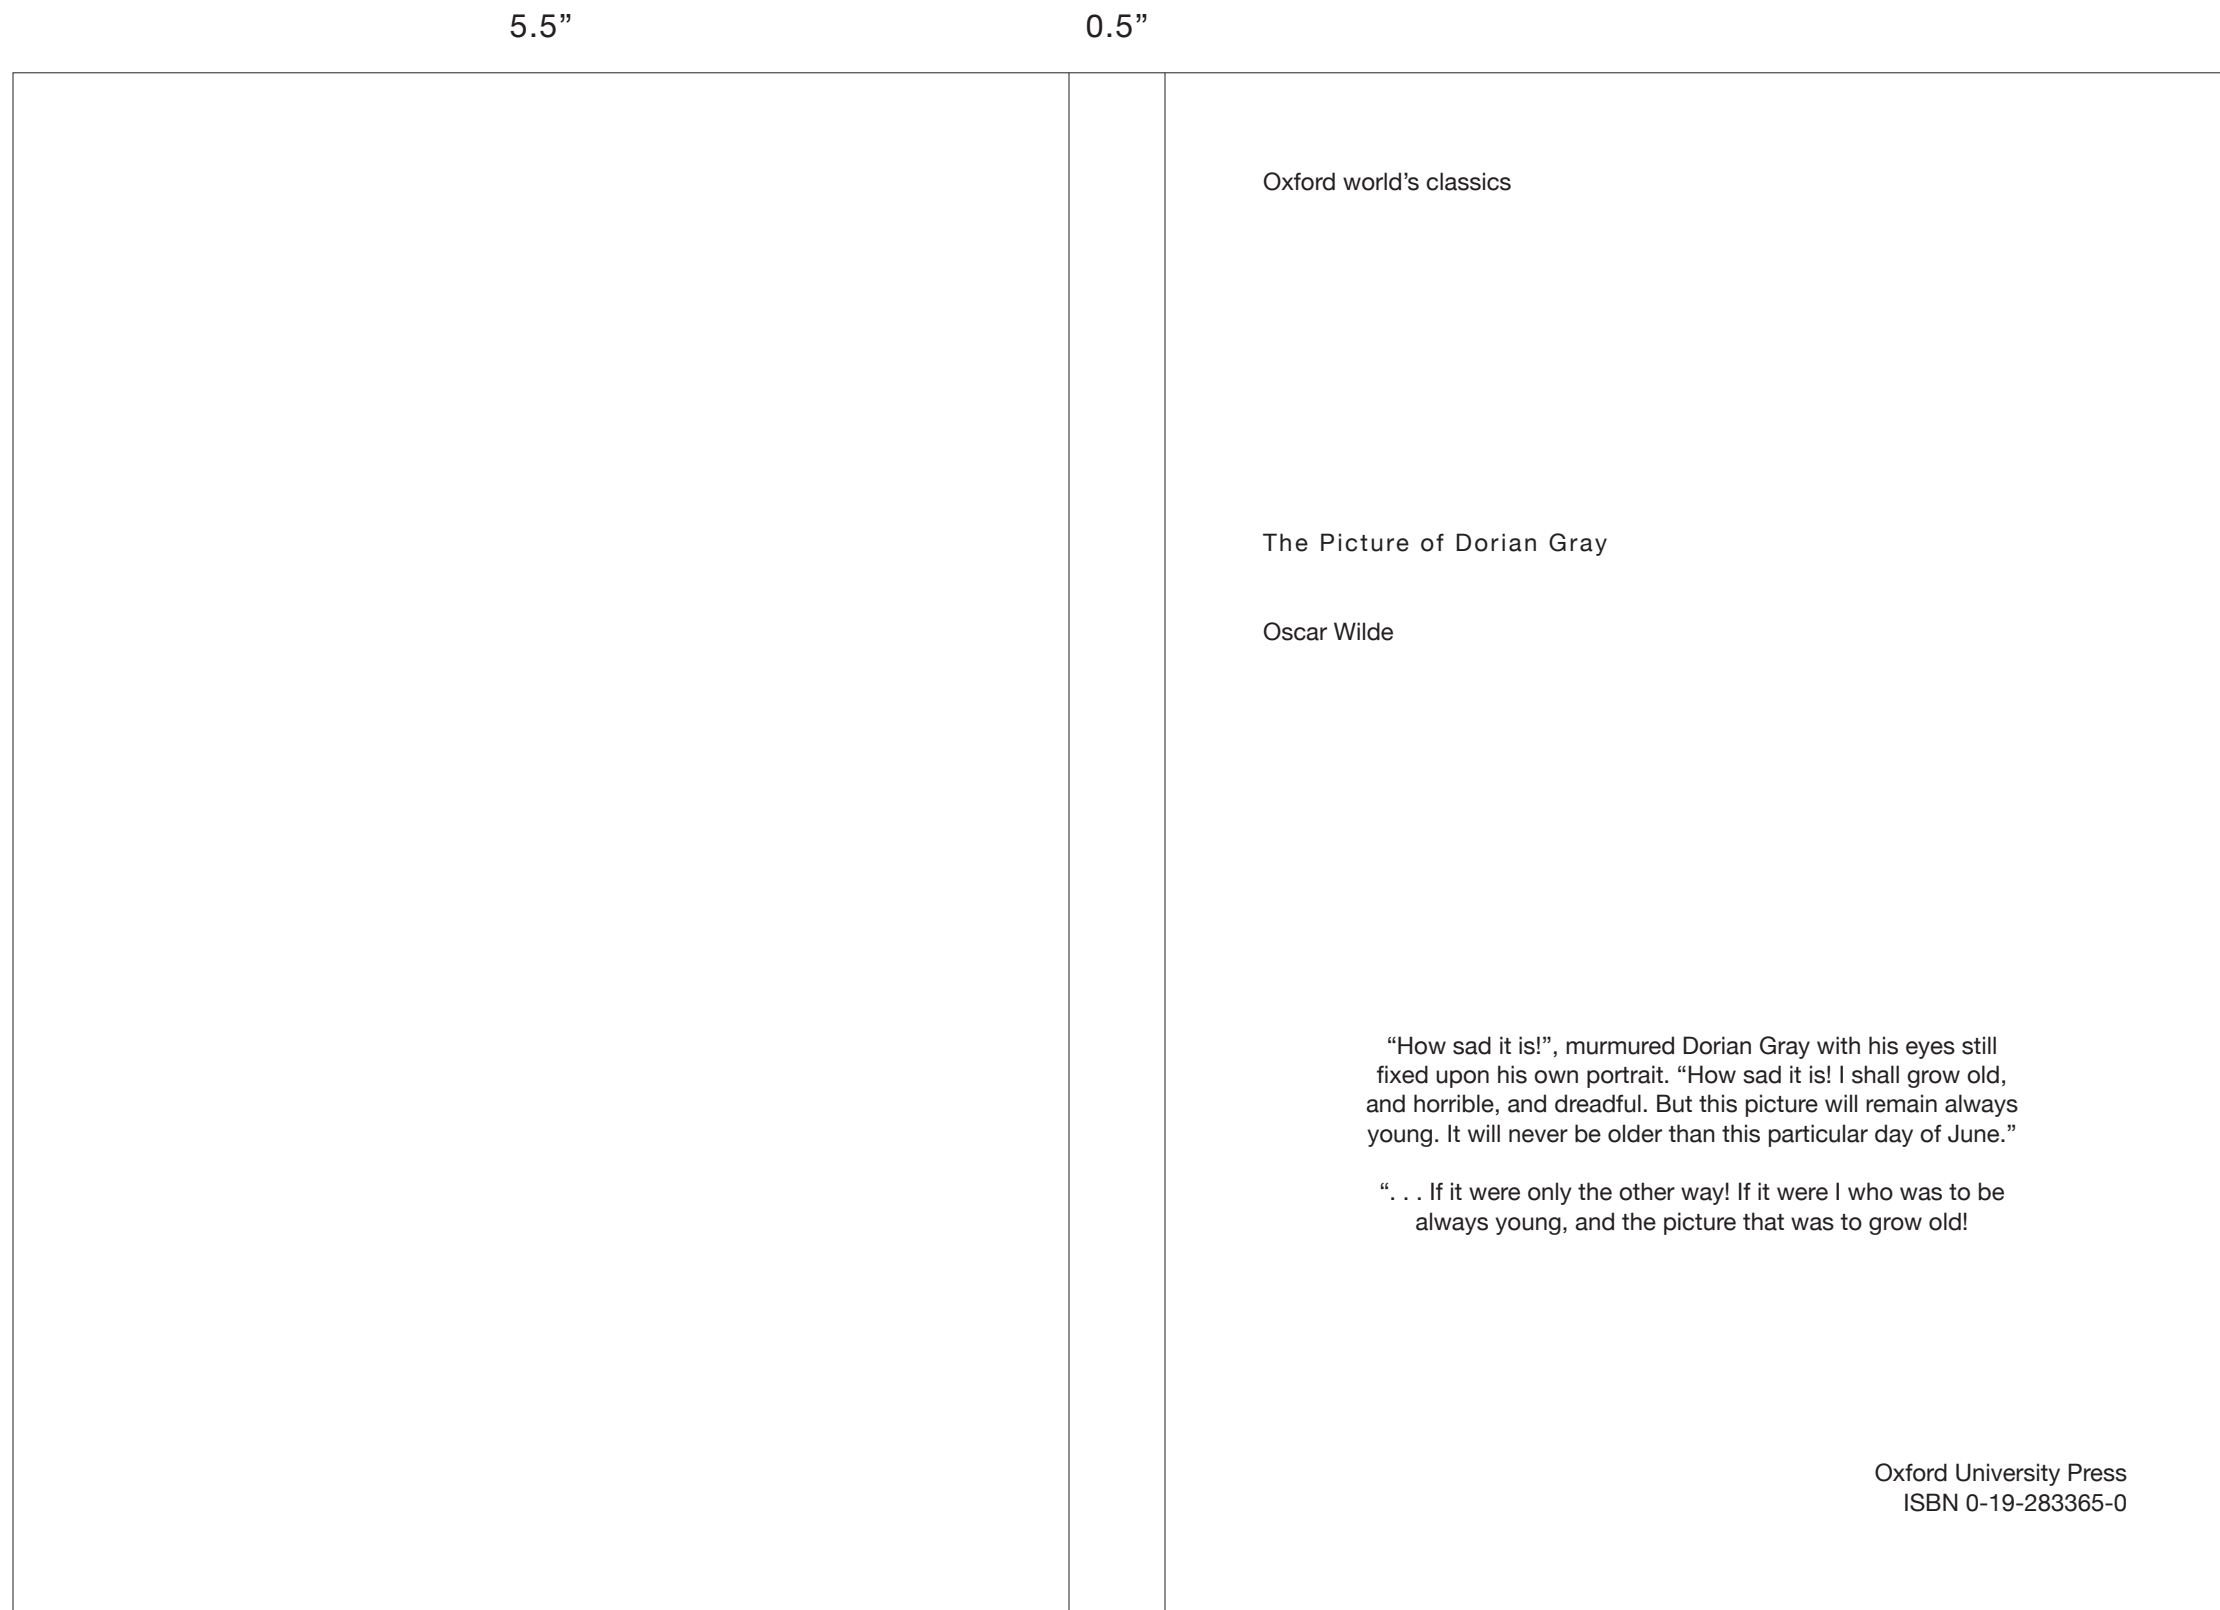 5.5”
0.5”
Oxford world’s classics
The Picture of Dorian Gray
Oscar Wilde
“How sad it is!”, murmured Dorian Gray with his eyes still
fixed upon his own portrait. “How sad it is! I shall grow old,
and horrible, and dreadful. But this picture will remain always
young. It will never be older than this particular day of June.”
“. . . If it were only the other way! If it were I who was to be
always young, and the picture that was to grow old!
Oxford University Press
ISBN 0-19-283365-0